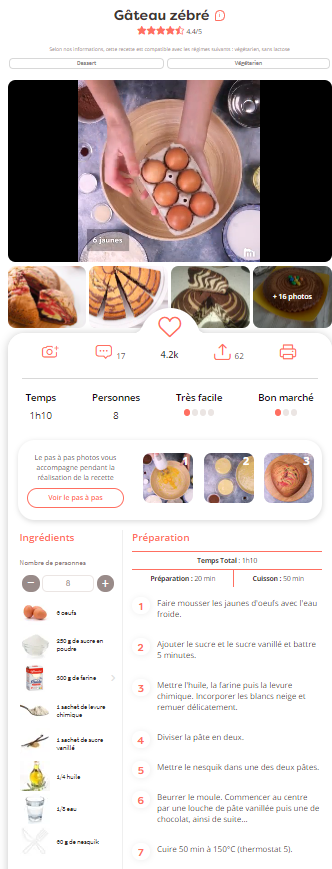 Gâteau zébré
4.4/5
Selon nos informations, cette recette est compatible avec les régimes suivants : végétarien, sans lactose
Dessert
Végétarien
6 jaunes
m
+ 16 photos
17
4.2k
62
Temps
Personnes
Très facile
Bon marché
1h10
8
Le pas à pas photos vous
accompagne pendant la
réalisation de la recette
Voir le pas à pas
1
2
3
Ingrédients
Nombre de personnes
− 8 +
250 g de sucre en
poudre
500 g de farine
1 sachet de levure
chimique
1 sachet de sucre
vanillé
1/4 huile
1/8 eau
50 g de nesquik
Préparation
Temps Total : 1h10
Préparation : 20 min
Cuisson : 50 min
1
Faire mousser les jaunes d'oeufs avec l'eau
froide.
2
Ajouter le sucre et le sucre vanillé et battre
5 minutes.
3
Mettre l'huile, la farine puis la levure
chimique. Incorporer les blancs neige et
remuer délicatement.
4
Diviser la pâte en deux.
5
Mettre le nesquik dans une des deux pâtes.
6
Beurrer le moule. Commencer au centre
par une louche de pâte vanillée puis une de
chocolat, ainsi de suite...
7
Cuire 50 min à 150°C (thermostat 5).